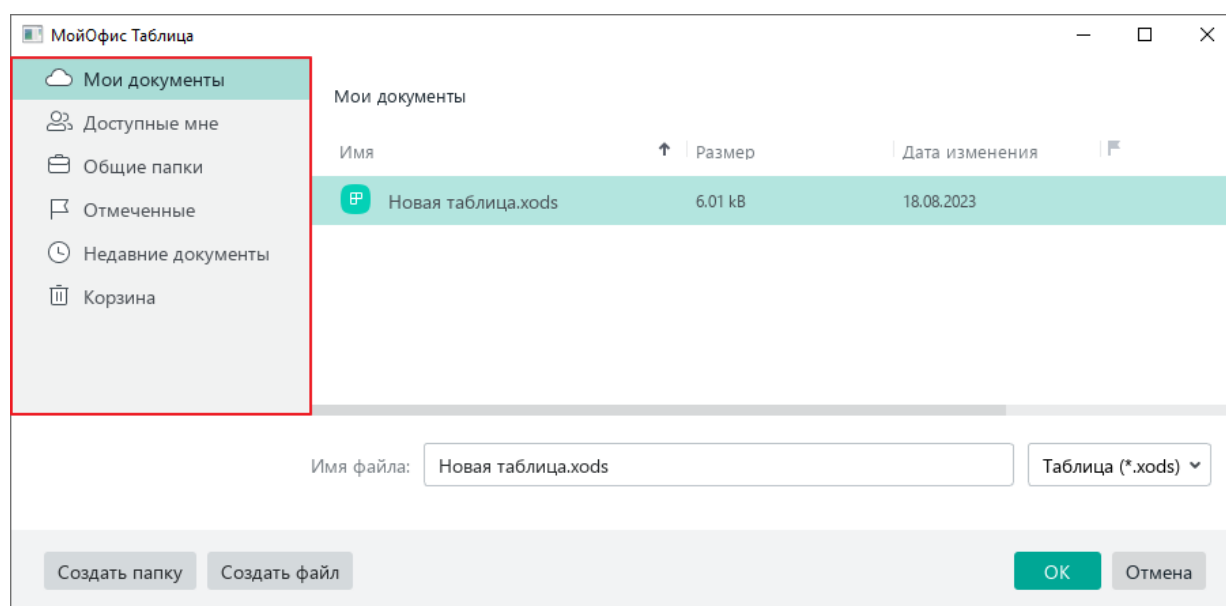 МойОфис Таблица
Мои документы
Доступные мне
Общие папки
Отмеченные
Недавние документы
Корзина
Мои документы
Имя Размер Дата изменения
Новая таблица.xods 6.01 kB 18.08.2023
Имя файла: Новая таблица.xods Таблица (*.xods)
Создать папку Создать файл OK Отмена